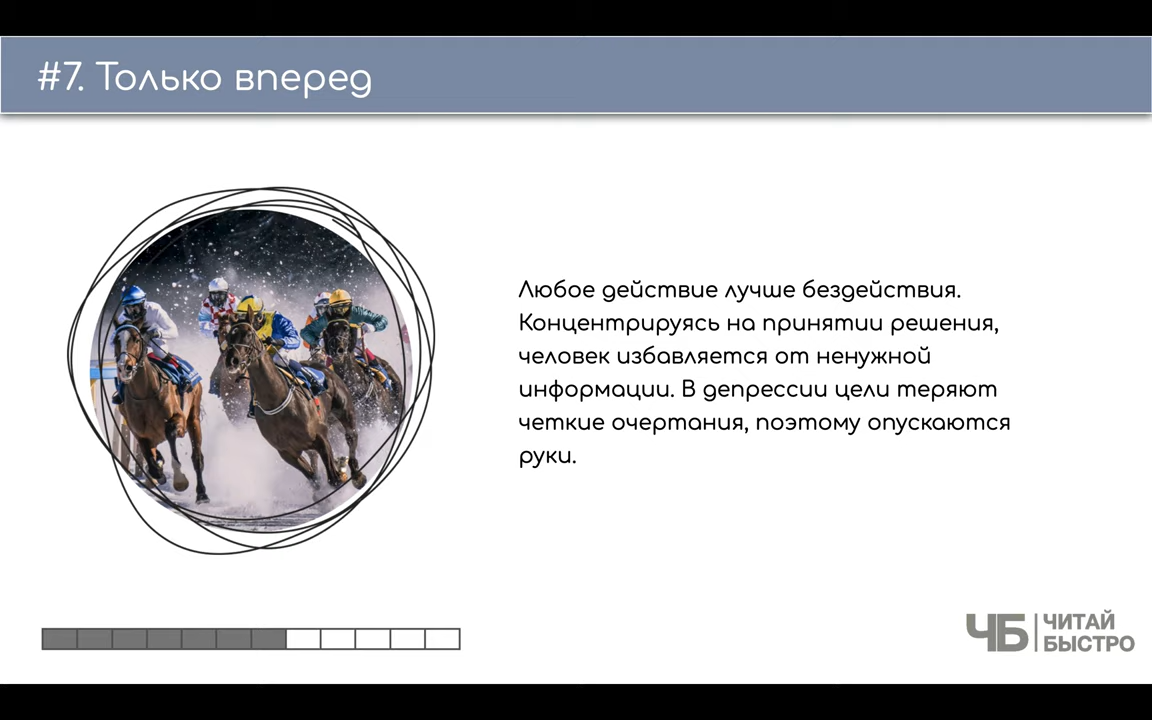 #7. Только вперед
Любое действие лучше бездействия.
Концентрируясь на принятии решения,
человек избавляется от ненужной
информации. В депрессии цели теряют
четкие очертания, поэтому опускаются
руки.
ЧБ
ЧИТАЙ
БЫСТРО